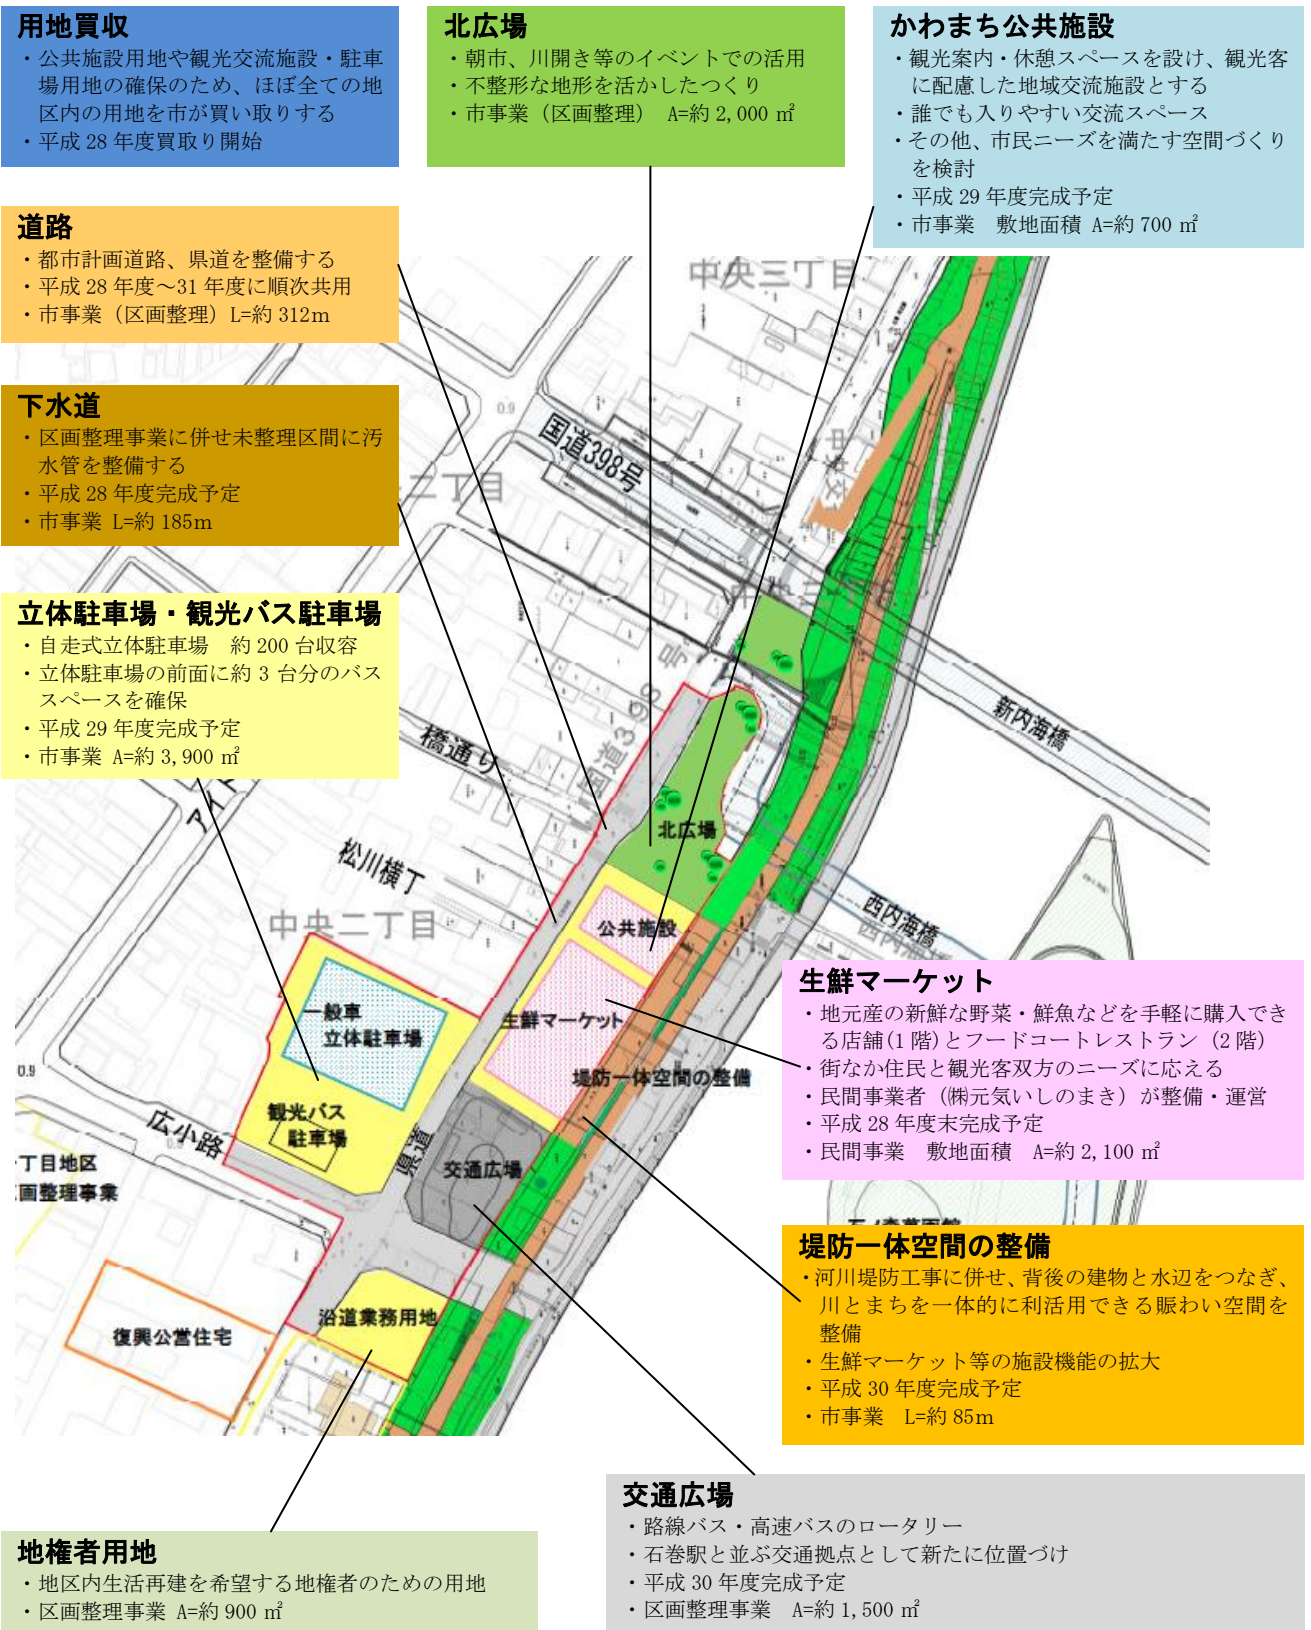 用地買収
・公共施設用地や観光交流施設・駐車
場用地の確保のため、ほぼ全ての地
区内の用地を市が買い取りする
・平成 28 年度買取り開始
北広場
・朝市、川開き等のイベントでの活用
・不整形な地形を活かしたつくり
・市事業（区画整理） A=約 2,000 ㎡
かわまち公共施設
・観光案内・休憩スペースを設け、観光客
に配慮した地域交流施設とする
・誰でも入りやすい交流スペース
・その他、市民ニーズを満たす空間づくり
を検討
・平成 29 年度完成予定
・市事業　敷地面積 A=約 700 ㎡
道路
・都市計画道路、県道を整備する
・平成 28 年度～31 年度に順次共用
・市事業（区画整理）L=約 312m
下水道
・区画整理事業に併せ未整理区間に汚
水管を整備する
・平成 28 年度完成予定
・市事業 L=約 185m
立体駐車場・観光バス駐車場
・自走式立体駐車場　約 200 台収容
・立体駐車場の前面に約 3 台分のバス
スペースを確保
・平成 29 年度完成予定
・市事業 A=約 3,900 ㎡
中央三丁目
0.9
国道398号
二丁目
国道398号
新内海橋
橋通り
アイ
北広場
松川横丁
中央二丁目
西内海橋
西内海橋
公共施設
一般車
立体駐車場
生鮮マーケット
堤防一体空間の整備
0.9
観光バス
駐車場
広小路
0.9
県道
交通広場
丁目地区
画整理事業
沿道業務用地
復興公営住宅
生鮮マーケット
・地元産の新鮮な野菜・鮮魚などを手軽に購入でき
る店舗(1 階)とフードコートレストラン（2 階）
・街なか住民と観光客双方のニーズに応える
・民間事業者（㈱元気いしのまき）が整備・運営
・平成 28 年度末完成予定
・民間事業　敷地面積　A=約 2,100 ㎡
堤防一体空間の整備
・河川堤防工事に併せ、背後の建物と水辺をつなぎ、
川とまちを一体的に利活用できる賑わい空間を
整備
・生鮮マーケット等の施設機能の拡大
・平成 30 年度完成予定
・市事業　L=約 85m
交通広場
・路線バス・高速バスのロータリー
・石巻駅と並ぶ交通拠点として新たに位置づけ
・平成 30 年度完成予定
・区画整理事業　A=約 1,500 ㎡
地権者用地
・地区内生活再建を希望する地権者のための用地
・区画整理事業 A=約 900 ㎡